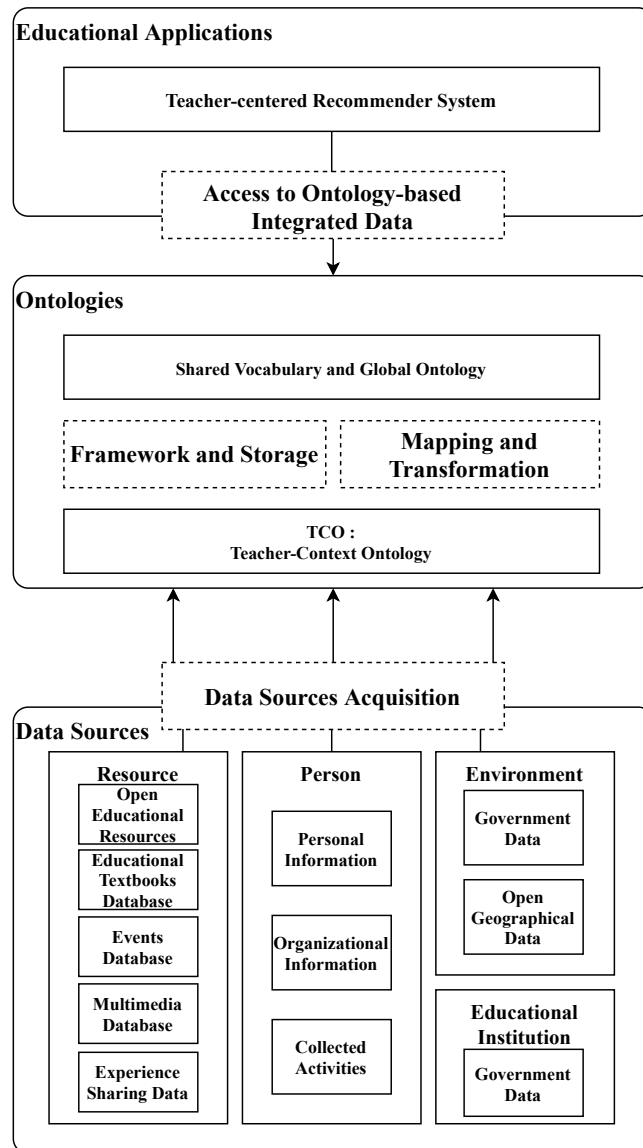 Educational Applications
Teacher-centered Recommender System
Access to Ontology-based
Integrated Data
Ontologies
Shared Vocabulary and Global Ontology
Framework and Storage
Mapping and
Transformation
TCO :
Teacher-Context Ontology
Data Sources Acquisition
Data Sources
Resource
Open
Educational
Resources
Educational
Textbooks
Database
Events
Database
Multimedia
Database
Experience
Sharing Data
Person
Personal
Information
Organizational
Information
Collected
Activities
Environment
Government
Data
Open
Geographical
Data
Educational
Institution
Government
Data